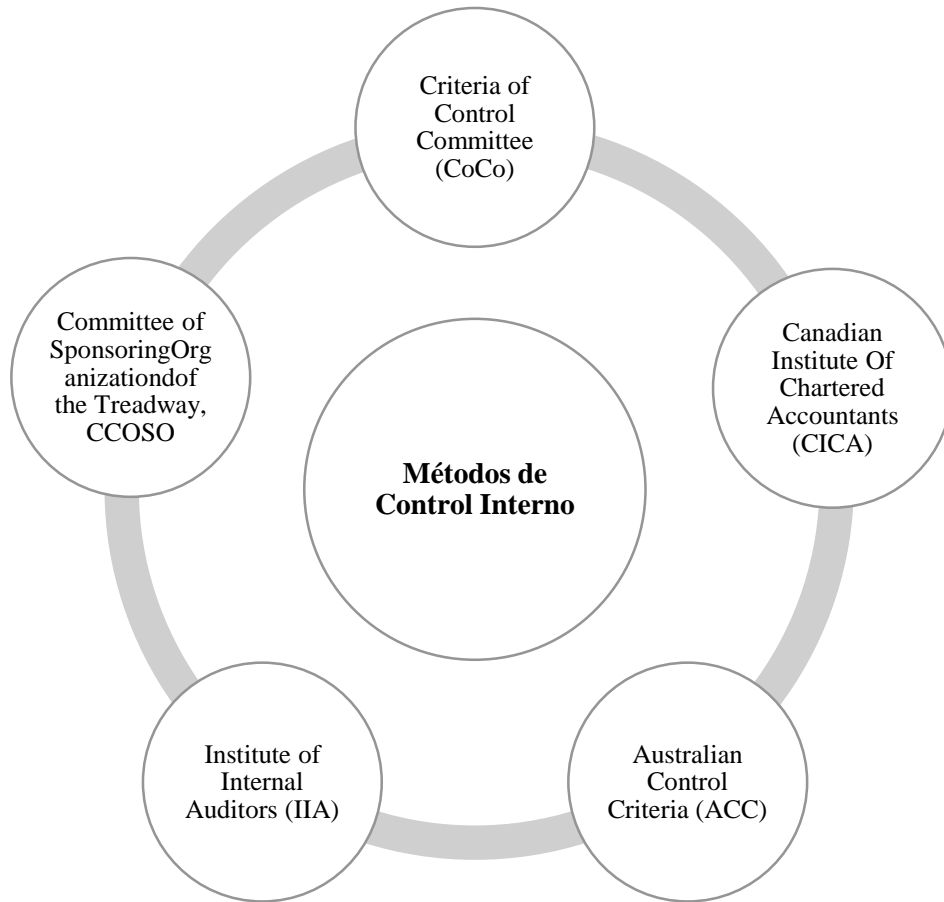 Criteria of
Control
Committee
(CoCo)
Canadian
Institute Of
Chartered
Accountants
(CICA)
Australian
Control
Criteria (ACC)
Institute of
Internal
Auditors (IIA)
Committee of
SponsoringOrg
anizationdof
the Treadway,
CCOSO
Métodos de
Control Interno